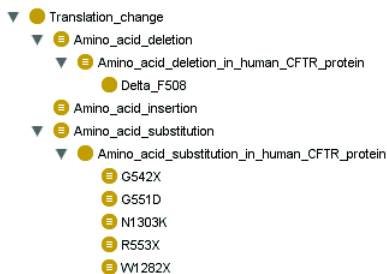 Translation_change
Amino_acid_deletion
Amino_acid_deletion_in_human_CFTR_protein
Delta_F508
Amino_acid_insertion
Amino_acid_substitution
Amino_acid_substitution_in_human_CFTR_protein
G542X
G551D
N1303K
R553X
W1282X